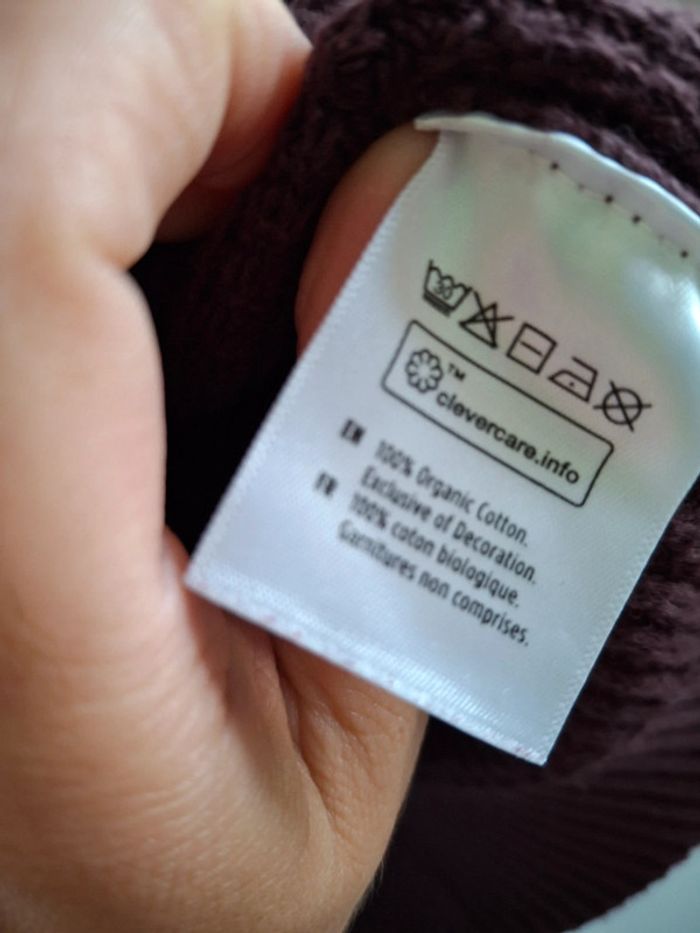 30
TM
clevercare.info
EN 100% Organic Cotton.
Exclusive of Decoration.
FR 100% coton biologique.
Garnitures non comprises.